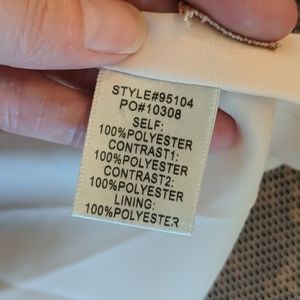 STYLE#95104
PO#10308
SELF:
100%POLYESTER
CONTRAST1:
100%POLYESTER
CONTRAST2:
100%POLYESTER
LINING:
100%POLYESTER